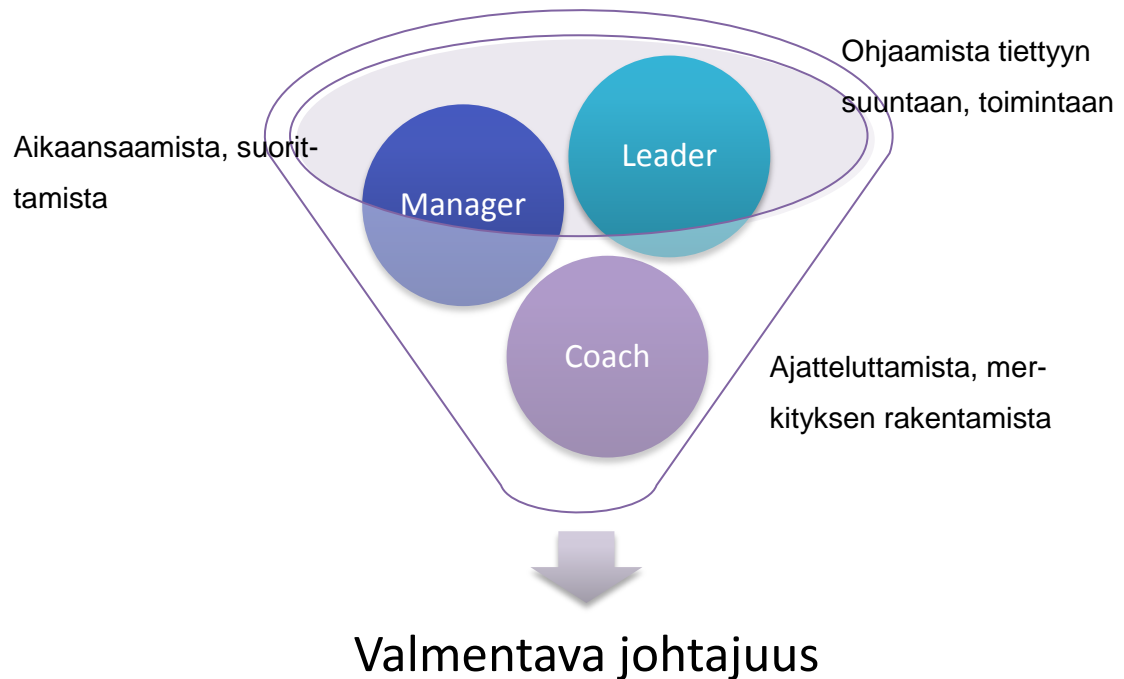 Ohjaamista tiettyyn
suuntaan, toimintaan
Aikaansaamista, suorit-
tamista
Leader
Manager
Coach
Ajatteluttamista, mer-
kityksen rakentamista
Valmentava johtajuus